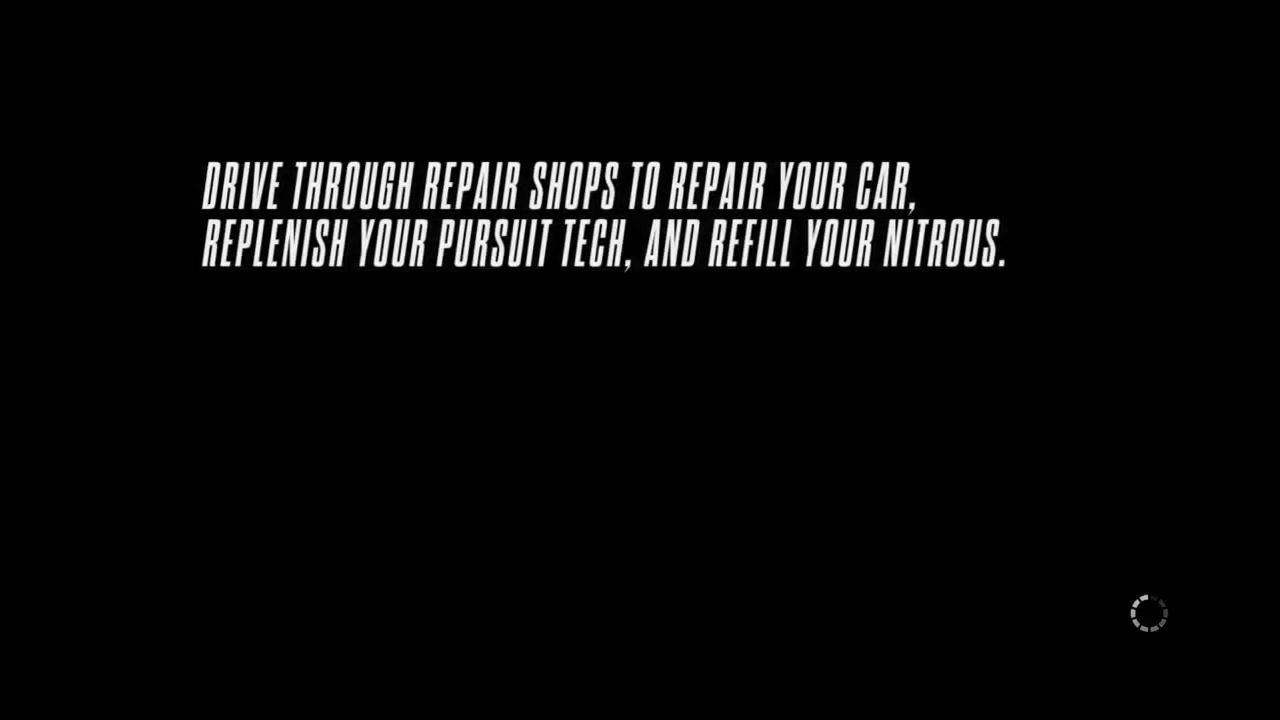 DRIVE THROUGH REPAIR SHOPS TO REPAIR YOUR CAR,
REPLENISH YOUR PURSUIT TECH, AND REFILL YOUR NITROUS.